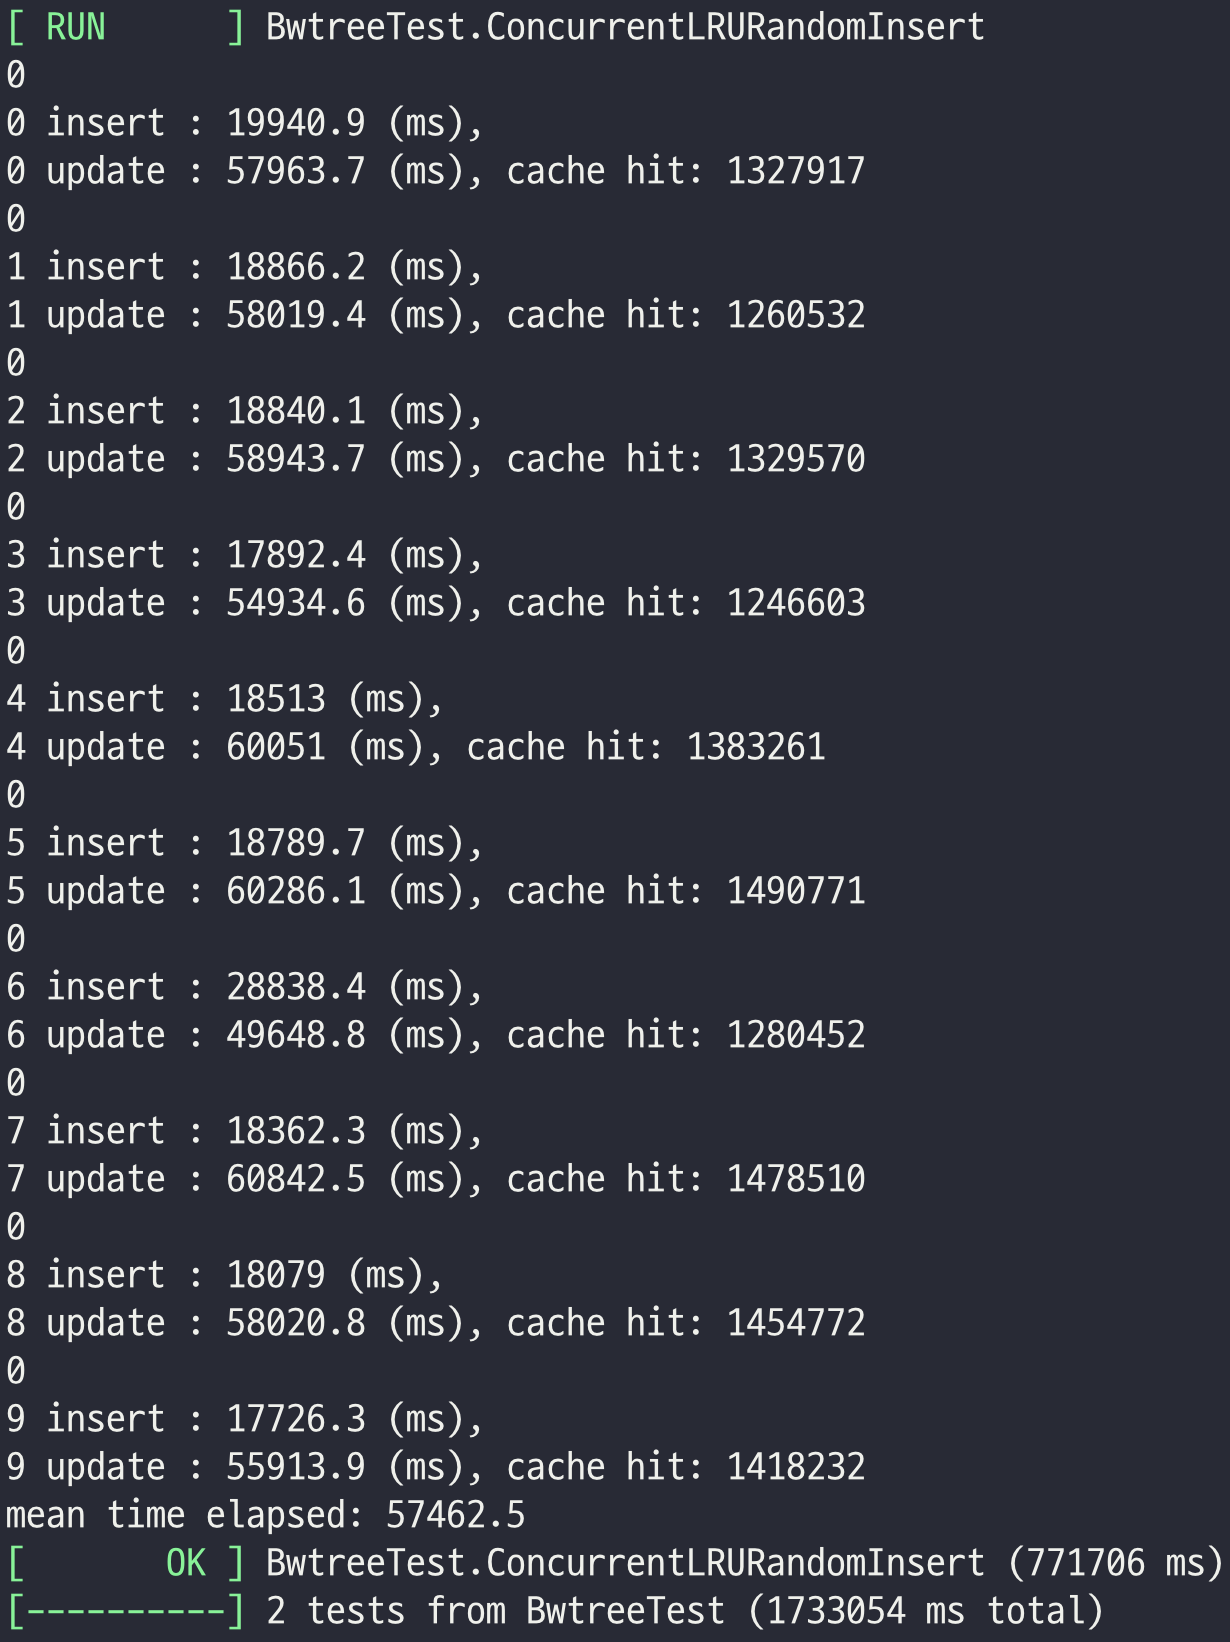 [ RUN      ] BwtreeTest.ConcurrentLRURandomInsert
0
0 insert : 19940.9 (ms),
0 update : 57963.7 (ms), cache hit: 1327917
0
1 insert : 18866.2 (ms),
1 update : 58019.4 (ms), cache hit: 1260532
0
2 insert : 18840.1 (ms),
2 update : 58943.7 (ms), cache hit: 1329570
0
3 insert : 17892.4 (ms),
3 update : 54934.6 (ms), cache hit: 1246603
0
4 insert : 18513 (ms),
4 update : 60051 (ms), cache hit: 1383261
0
5 insert : 18789.7 (ms),
5 update : 60286.1 (ms), cache hit: 1490771
0
6 insert : 28838.4 (ms),
6 update : 49648.8 (ms), cache hit: 1280452
0
7 insert : 18362.3 (ms),
7 update : 60842.5 (ms), cache hit: 1478510
0
8 insert : 18079 (ms),
8 update : 58020.8 (ms), cache hit: 1454772
0
9 insert : 17726.3 (ms),
9 update : 55913.9 (ms), cache hit: 1418232
mean time elapsed: 57462.5
[       OK ] BwtreeTest.ConcurrentLRURandomInsert (771706 ms)
[----------] 2 tests from BwtreeTest (1733054 ms total)